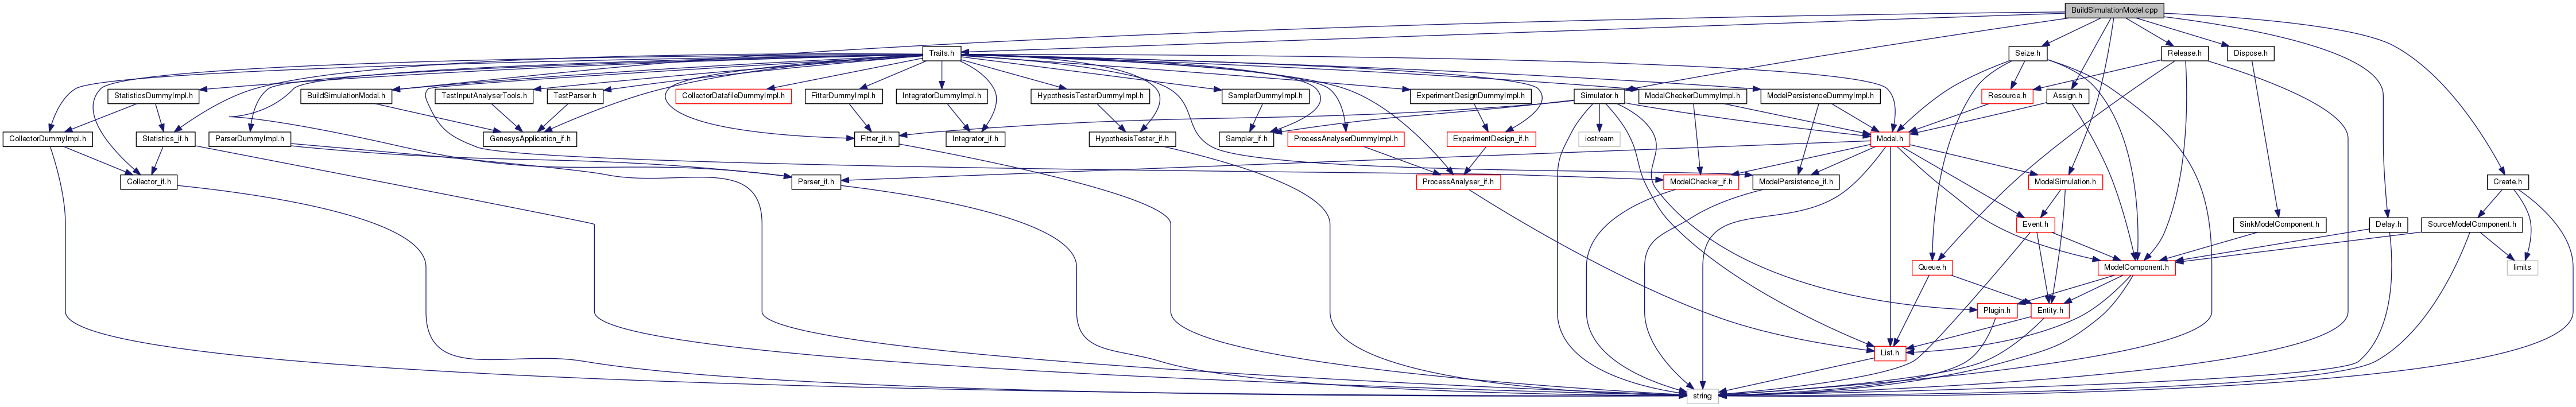 BuildSimulationModel.cpp
Traits.h
Seize.h
Release.h
Dispose.h
StatisticsDummyImpl.h
BuildSimulationModel.h
TestInputAnalyserTools.h
TestParser.h
CollectorDatafileDummyImpl.h
FitterDummyImpl.h
IntegratorDummyImpl.h
HypothesisTesterDummyImpl.h
SamplerDummyImpl.h
ExperimentDesignDummyImpl.h
Simulator.h
ModelCheckerDummyImpl.h
ModelPersistenceDummyImpl.h
Resource.h
Assign.h
CollectorDummyImpl.h
Statistics_if.h
ParserDummyImpl.h
GenesysApplication_if.h
Fitter_if.h
Integrator_if.h
HypothesisTester_if.h
Sampler_if.h
ProcessAnalyserDummyImpl.h
ExperimentDesign_if.h
iostream
Model.h
Collector_if.h
Parser_if.h
ProcessAnalyser_if.h
ModelChecker_if.h
ModelPersistence_if.h
ModelSimulation.h
Create.h
Event.h
SinkModelComponent.h
Delay.h
SourceModelComponent.h
Queue.h
ModelComponent.h
limits
Plugin.h
Entity.h
List.h
string